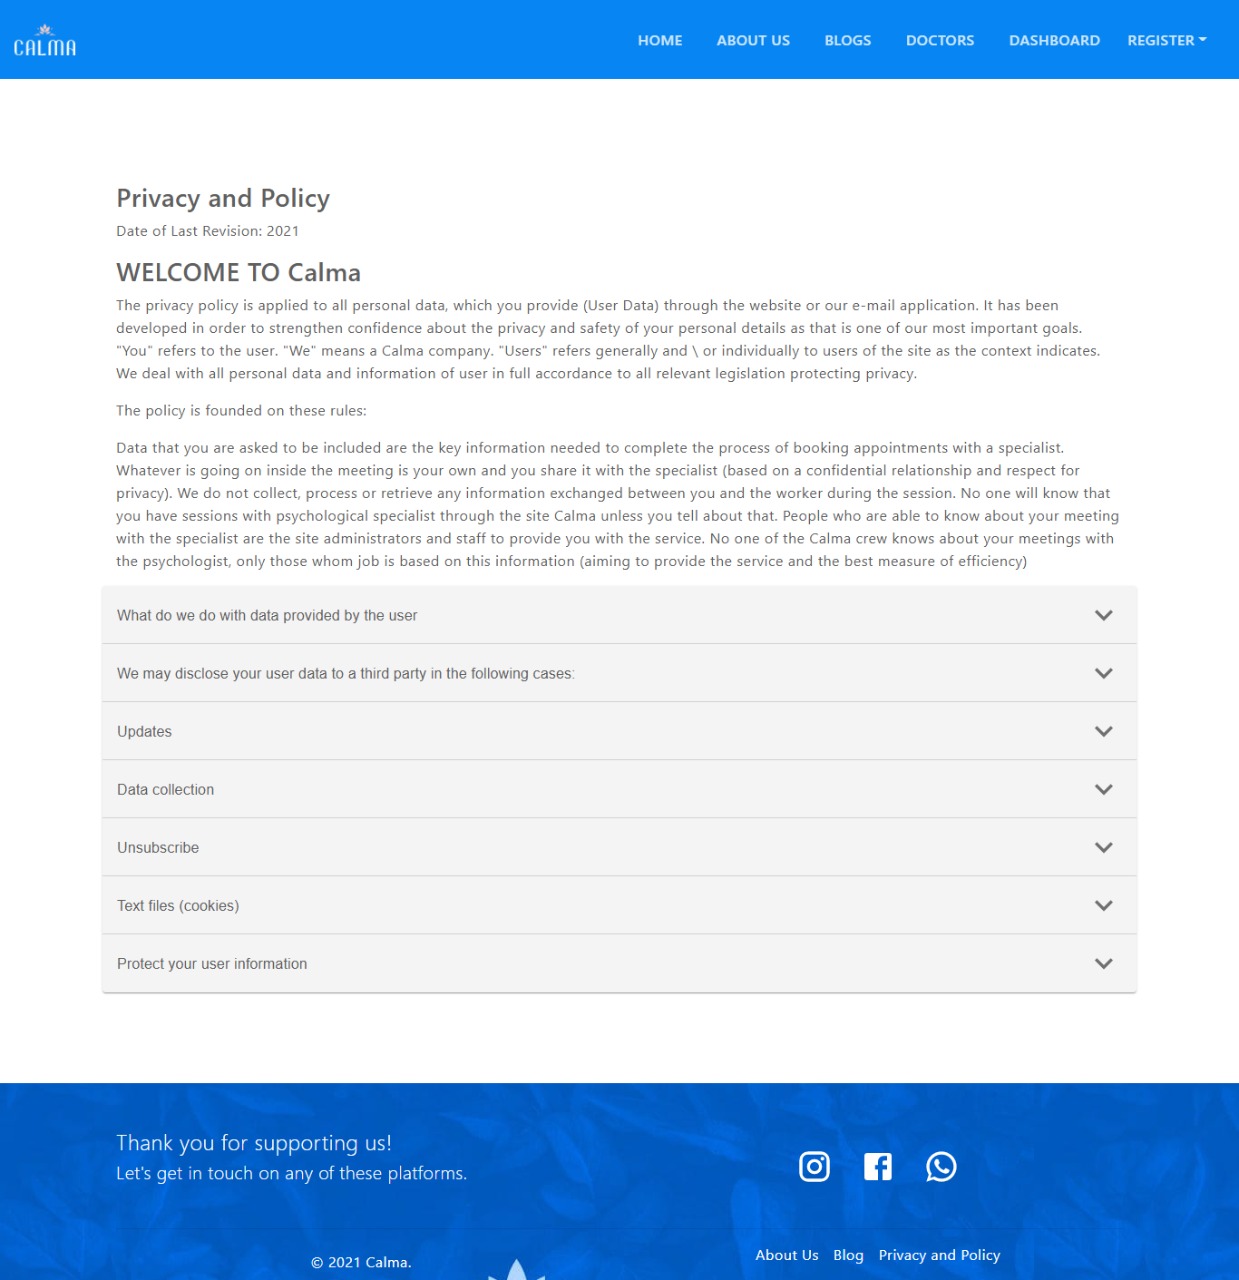 CALMA
HOME ABOUT US BLOGS DOCTORS DASHBOARD REGISTER
Privacy and Policy
Date of Last Revision: 2021
WELCOME TO Calma
The privacy policy is applied to all personal data, which you provide (User Data) through the website or our e-mail application. It has been
developed in order to strengthen confidence about the privacy and safety of your personal details as that is one of our most important goals.
"You" refers to the user. "We" means a Calma company. "Users" refers generally and \ or individually to users of the site as the context indicates.
We deal with all personal data and information of user in full accordance to all relevant legislation protecting privacy.
The policy is founded on these rules:
Data that you are asked to be included are the key information needed to complete the process of booking appointments with a specialist.
Whatever is going on inside the meeting is your own and you share it with the specialist (based on a confidential relationship and respect for
privacy). We do not collect, process or retrieve any information exchanged between you and the worker during the session. No one will know that
you have sessions with psychological specialist through the site Calma unless you tell about that. People who are able to know about your meeting
with the specialist are the site administrators and staff to provide you with the service. No one of the Calma crew knows about your meetings with
the psychologist, only those whom job is based on this information (aiming to provide the service and the best measure of efficiency)
What do we do with data provided by the user
We may disclose your user data to a third party in the following cases:
Updates
Data collection
Unsubscribe
Text files (cookies)
Protect your user information
Thank you for supporting us!
Let's get in touch on any of these platforms.
© 2021 Calma.
About Us Blog Privacy and Policy